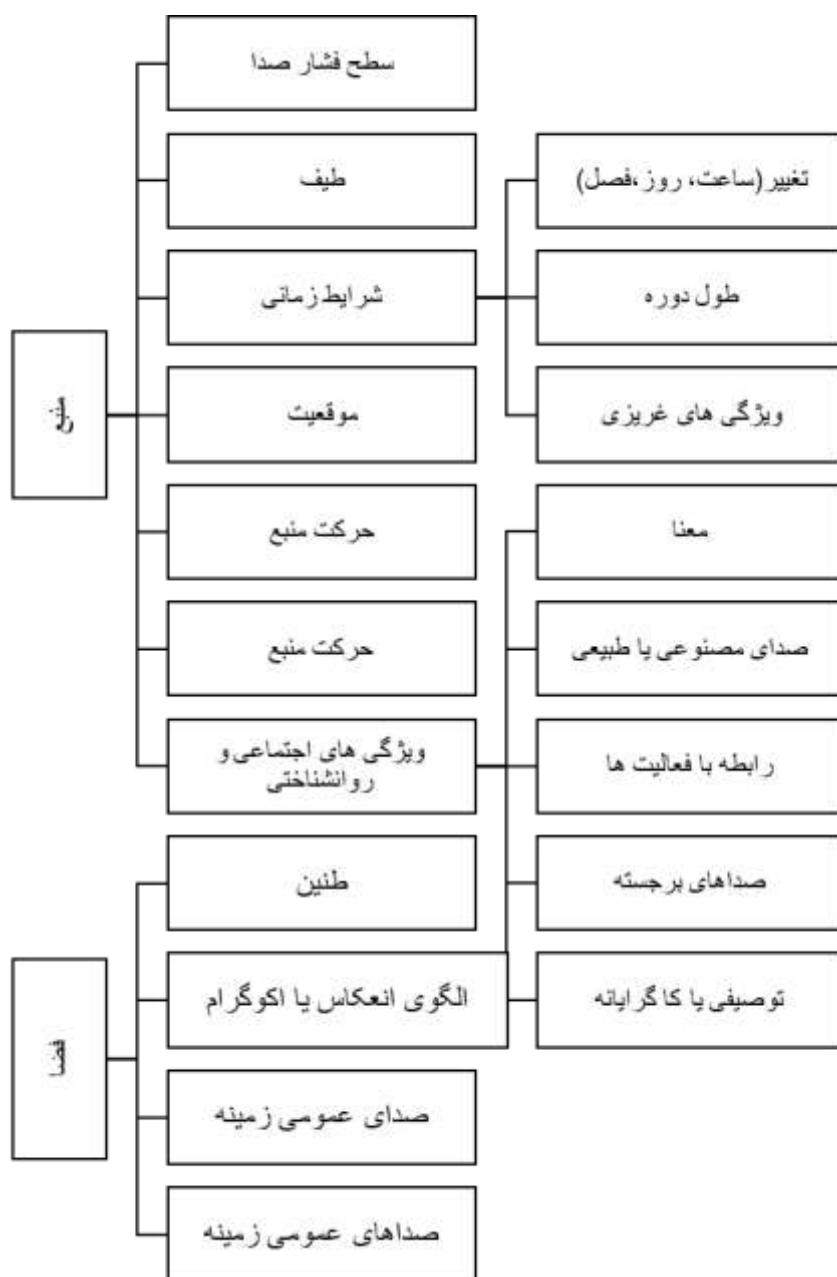 سطح فشار صدا
طیف
تغییر(ساعت، روز،فصل)
شرایط زمانی
طول دوره
منبع
موقعیت
ویژگی های غریزی
حرکت منبع
معنا
حرکت منبع
صدای مصنوعی یا طبیعی
ویژگی های اجتماعی و
روانشناختی
رابطه با فعالیت ها
طنین
صداهای برجسته
فضا
الگوی انعکاس یا اکوگرام
توصیفی یا کاگرایانه
صدای عمومی زمینه
صداهای عمومی زمینه